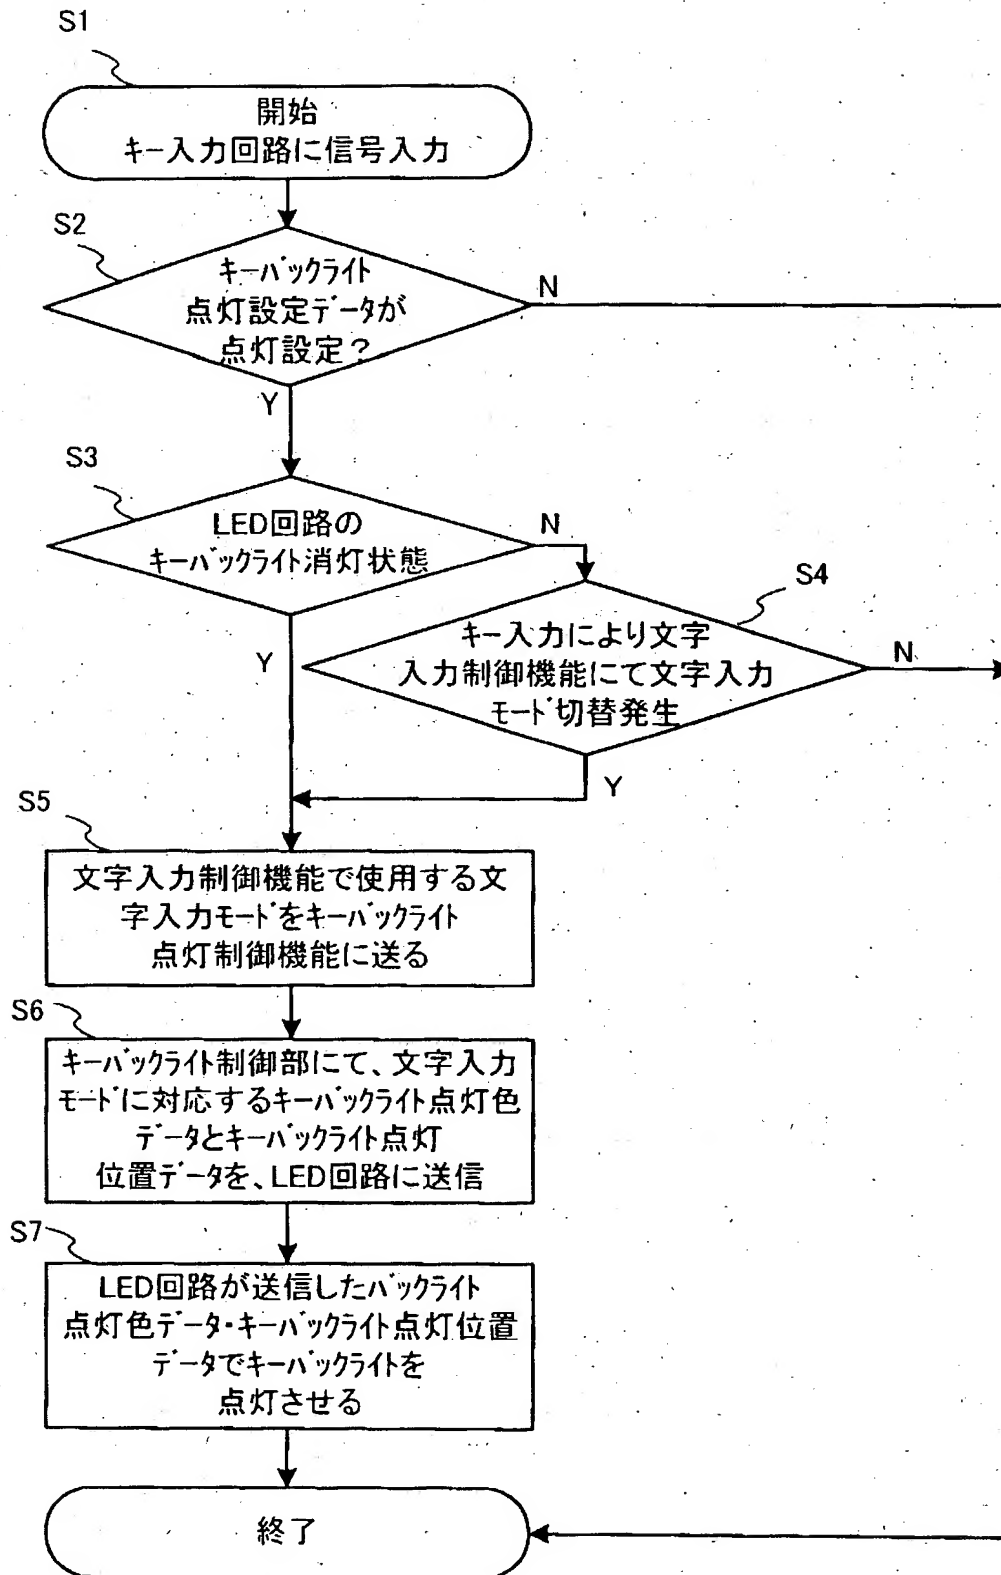 S1
開始
キー入力回路に信号入力
S2
キーバックライト
点灯設定データが
点灯設定？
N
Y
S3
LED回路の
キーバックライト消灯状態
N
Y
S4
キー入力により文字
入力制御機能にて文字入力
モード切替発生
N
Y
S5
文字入力制御機能で使用する文
字入力モードをキーバックライト
点灯制御機能に送る
S6
キーバックライト制御部にて、文字入力
モードに対応するキーバックライト点灯色
データとキーバックライト点灯
位置データを、LED回路に送信
S7
LED回路が送信したバックライト
点灯色データ・キーバックライト点灯位置
データでキーバックライトを
点灯させる
終了